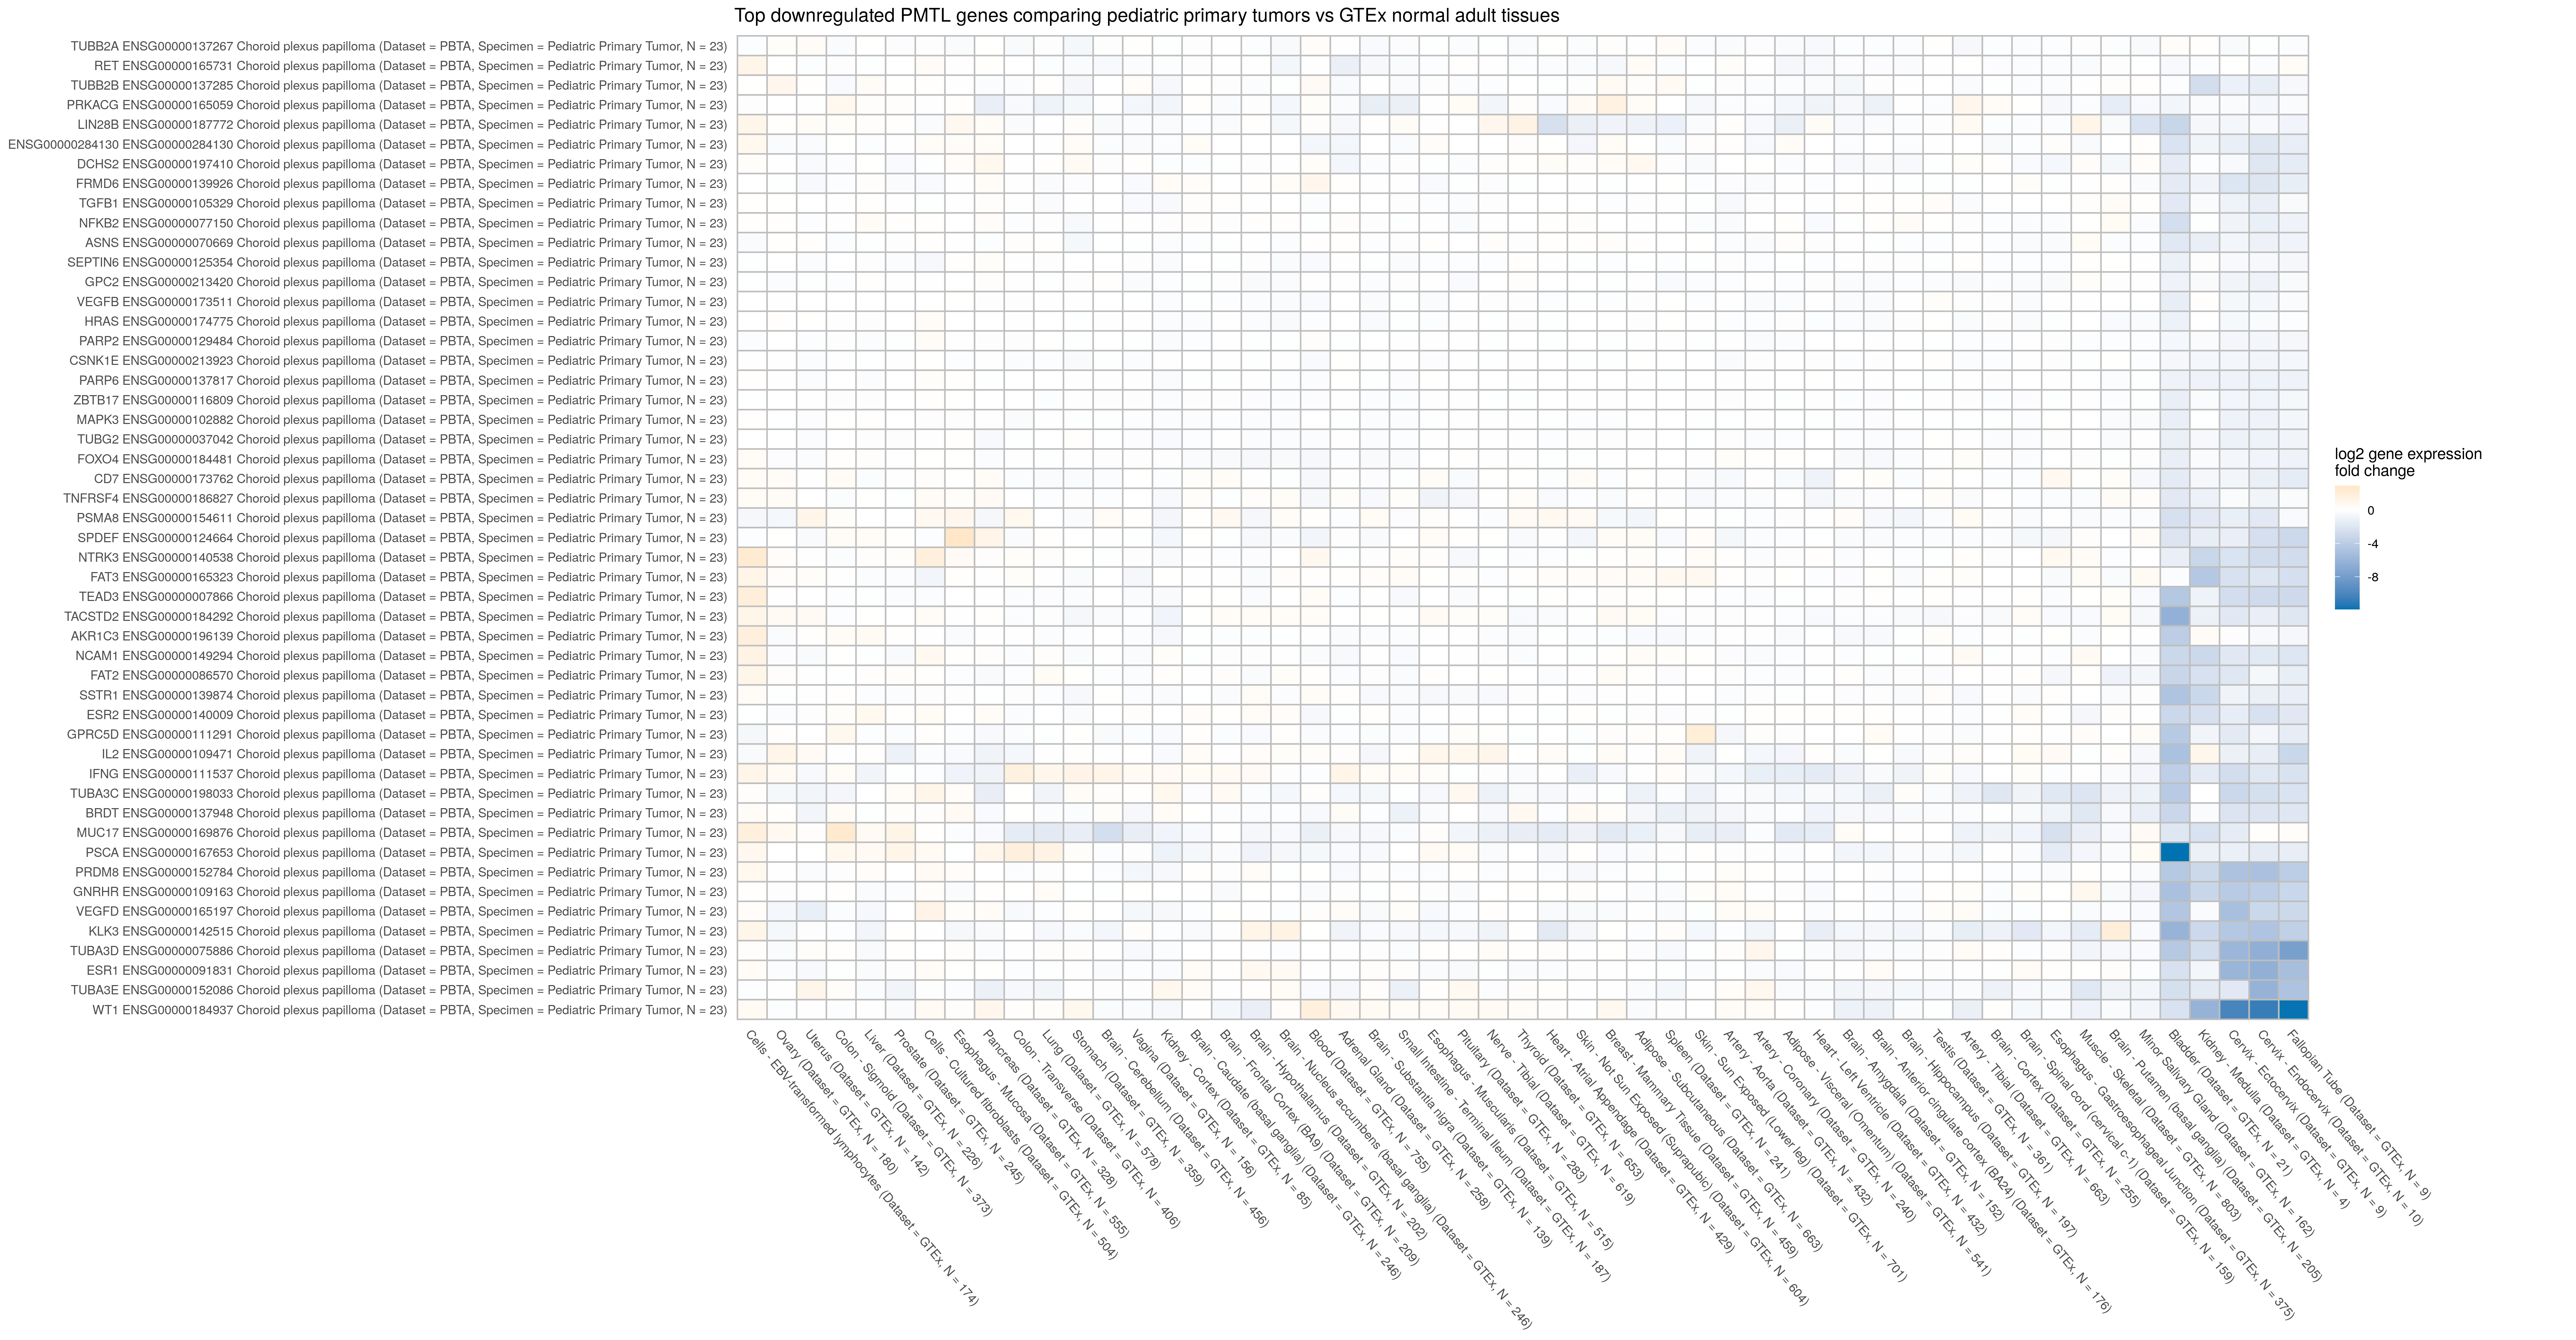 Top downregulated PMTL genes comparing pediatric primary tumors vs GTEx normal adult tissues
TUBB2A ENSG00000137267 Choroid plexus papilloma (Dataset = PBTA, Specimen = Pediatric Primary Tumor, N = 23)
RET ENSG00000165731 Choroid plexus papilloma (Dataset = PBTA, Specimen = Pediatric Primary Tumor, N = 23)
TUBB2B ENSG00000137285 Choroid plexus papilloma (Dataset = PBTA, Specimen = Pediatric Primary Tumor, N = 23)
PRKACG ENSG00000165059 Choroid plexus papilloma (Dataset = PBTA, Specimen = Pediatric Primary Tumor, N = 23)
LIN28B ENSG00000187772 Choroid plexus papilloma (Dataset = PBTA, Specimen = Pediatric Primary Tumor, N = 23)
ENSG00000284130 ENSG00000284130 Choroid plexus papilloma (Dataset = PBTA, Specimen = Pediatric Primary Tumor, N = 23)
DCHS2 ENSG00000197410 Choroid plexus papilloma (Dataset = PBTA, Specimen = Pediatric Primary Tumor, N = 23)
FRMD6 ENSG00000139926 Choroid plexus papilloma (Dataset = PBTA, Specimen = Pediatric Primary Tumor, N = 23)
TGFB1 ENSG00000105329 Choroid plexus papilloma (Dataset = PBTA, Specimen = Pediatric Primary Tumor, N = 23)
NFKB2 ENSG00000077150 Choroid plexus papilloma (Dataset = PBTA, Specimen = Pediatric Primary Tumor, N = 23)
ASNS ENSG00000070669 Choroid plexus papilloma (Dataset = PBTA, Specimen = Pediatric Primary Tumor, N = 23)
SEPTIN6 ENSG00000125354 Choroid plexus papilloma (Dataset = PBTA, Specimen = Pediatric Primary Tumor, N = 23)
GPC2 ENSG00000213420 Choroid plexus papilloma (Dataset = PBTA, Specimen = Pediatric Primary Tumor, N = 23)
VEGFB ENSG00000173511 Choroid plexus papilloma (Dataset = PBTA, Specimen = Pediatric Primary Tumor, N = 23)
HRAS ENSG00000174775 Choroid plexus papilloma (Dataset = PBTA, Specimen = Pediatric Primary Tumor, N = 23)
PARP2 ENSG00000129484 Choroid plexus papilloma (Dataset = PBTA, Specimen = Pediatric Primary Tumor, N = 23)
CSNK1E ENSG00000213923 Choroid plexus papilloma (Dataset = PBTA, Specimen = Pediatric Primary Tumor, N = 23)
PARP6 ENSG00000137817 Choroid plexus papilloma (Dataset = PBTA, Specimen = Pediatric Primary Tumor, N = 23)
ZBTB17 ENSG00000116809 Choroid plexus papilloma (Dataset = PBTA, Specimen = Pediatric Primary Tumor, N = 23)
MAPK3 ENSG00000102882 Choroid plexus papilloma (Dataset = PBTA, Specimen = Pediatric Primary Tumor, N = 23)
TUBG2 ENSG00000037042 Choroid plexus papilloma (Dataset = PBTA, Specimen = Pediatric Primary Tumor, N = 23)
FOXO4 ENSG00000184481 Choroid plexus papilloma (Dataset = PBTA, Specimen = Pediatric Primary Tumor, N = 23)
CD7 ENSG00000173762 Choroid plexus papilloma (Dataset = PBTA, Specimen = Pediatric Primary Tumor, N = 23)
TNFRSF4 ENSG00000186827 Choroid plexus papilloma (Dataset = PBTA, Specimen = Pediatric Primary Tumor, N = 23)
PSMA8 ENSG00000154611 Choroid plexus papilloma (Dataset = PBTA, Specimen = Pediatric Primary Tumor, N = 23)
SPDEF ENSG00000124664 Choroid plexus papilloma (Dataset = PBTA, Specimen = Pediatric Primary Tumor, N = 23)
NTRK3 ENSG00000140538 Choroid plexus papilloma (Dataset = PBTA, Specimen = Pediatric Primary Tumor, N = 23)
FAT3 ENSG00000165323 Choroid plexus papilloma (Dataset = PBTA, Specimen = Pediatric Primary Tumor, N = 23)
TEAD3 ENSG00000007866 Choroid plexus papilloma (Dataset = PBTA, Specimen = Pediatric Primary Tumor, N = 23)
TACSTD2 ENSG00000184292 Choroid plexus papilloma (Dataset = PBTA, Specimen = Pediatric Primary Tumor, N = 23)
AKR1C3 ENSG00000196139 Choroid plexus papilloma (Dataset = PBTA, Specimen = Pediatric Primary Tumor, N = 23)
NCAM1 ENSG00000149294 Choroid plexus papilloma (Dataset = PBTA, Specimen = Pediatric Primary Tumor, N = 23)
FAT2 ENSG00000086570 Choroid plexus papilloma (Dataset = PBTA, Specimen = Pediatric Primary Tumor, N = 23)
SSTR1 ENSG00000139874 Choroid plexus papilloma (Dataset = PBTA, Specimen = Pediatric Primary Tumor, N = 23)
ESR2 ENSG00000140009 Choroid plexus papilloma (Dataset = PBTA, Specimen = Pediatric Primary Tumor, N = 23)
GPRC5D ENSG00000111291 Choroid plexus papilloma (Dataset = PBTA, Specimen = Pediatric Primary Tumor, N = 23)
IL2 ENSG00000109471 Choroid plexus papilloma (Dataset = PBTA, Specimen = Pediatric Primary Tumor, N = 23)
IFNG ENSG00000111537 Choroid plexus papilloma (Dataset = PBTA, Specimen = Pediatric Primary Tumor, N = 23)
TUBA3C ENSG00000198033 Choroid plexus papilloma (Dataset = PBTA, Specimen = Pediatric Primary Tumor, N = 23)
BRDT ENSG00000137948 Choroid plexus papilloma (Dataset = PBTA, Specimen = Pediatric Primary Tumor, N = 23)
MUC17 ENSG00000169876 Choroid plexus papilloma (Dataset = PBTA, Specimen = Pediatric Primary Tumor, N = 23)
PSCA ENSG00000167653 Choroid plexus papilloma (Dataset = PBTA, Specimen = Pediatric Primary Tumor, N = 23)
PRDM8 ENSG00000152784 Choroid plexus papilloma (Dataset = PBTA, Specimen = Pediatric Primary Tumor, N = 23)
GNRHR ENSG00000109163 Choroid plexus papilloma (Dataset = PBTA, Specimen = Pediatric Primary Tumor, N = 23)
VEGFD ENSG00000165197 Choroid plexus papilloma (Dataset = PBTA, Specimen = Pediatric Primary Tumor, N = 23)
KLK3 ENSG00000142515 Choroid plexus papilloma (Dataset = PBTA, Specimen = Pediatric Primary Tumor, N = 23)
TUBA3D ENSG00000075886 Choroid plexus papilloma (Dataset = PBTA, Specimen = Pediatric Primary Tumor, N = 23)
ESR1 ENSG00000091831 Choroid plexus papilloma (Dataset = PBTA, Specimen = Pediatric Primary Tumor, N = 23)
TUBA3E ENSG00000152086 Choroid plexus papilloma (Dataset = PBTA, Specimen = Pediatric Primary Tumor, N = 23)
WT1 ENSG00000184937 Choroid plexus papilloma (Dataset = PBTA, Specimen = Pediatric Primary Tumor, N = 23)
Cells - EBV-transformed lymphocytes (Dataset = GTEx, N = 174)
Ovary (Dataset = GTEx, N = 180)
Uterus (Dataset = GTEx, N = 142)
Colon - Sigmoid (Dataset = GTEx, N = 373)
Liver (Dataset = GTEx, N = 226)
Prostate (Dataset = GTEx, N = 245)
Cells - Cultured fibroblasts (Dataset = GTEx, N = 504)
Esophagus - Mucosa (Dataset = GTEx, N = 555)
Pancreas (Dataset = GTEx, N = 328)
Colon - Transverse (Dataset = GTEx, N = 406)
Lung (Dataset = GTEx, N = 578)
Stomach (Dataset = GTEx, N = 359)
Brain - Cerebellum (Dataset = GTEx, N = 456)
Vagina (Dataset = GTEx, N = 156)
Kidney - Cortex (Dataset = GTEx, N = 85)
Brain - Caudate (basal ganglia) (Dataset = GTEx, N = 246)
Brain - Frontal Cortex (BA9) (Dataset = GTEx, N = 209)
Brain - Hypothalamus (Dataset = GTEx, N = 202)
Brain - Nucleus accumbens (basal ganglia) (Dataset = GTEx, N = 246)
Blood (Dataset = GTEx, N = 755)
Adrenal Gland (Dataset = GTEx, N = 258)
Brain - Substantia nigra (Dataset = GTEx, N = 139)
Small Intestine - Terminal Ileum (Dataset = GTEx, N = 187)
Esophagus - Muscularis (Dataset = GTEx, N = 515)
Pituitary (Dataset = GTEx, N = 283)
Nerve - Tibial (Dataset = GTEx, N = 619)
Thyroid (Dataset = GTEx, N = 653)
Heart - Atrial Appendage (Dataset = GTEx, N = 429)
Skin - Not Sun Exposed (Suprapubic) (Dataset = GTEx, N = 604)
Breast - Mammary Tissue (Dataset = GTEx, N = 459)
Adipose - Subcutaneous (Dataset = GTEx, N = 663)
Spleen (Dataset = GTEx, N = 241)
Skin - Sun Exposed (Lower leg) (Dataset = GTEx, N = 701)
Artery - Aorta (Dataset = GTEx, N = 432)
Artery - Coronary (Dataset = GTEx, N = 240)
Adipose - Visceral (Omentum) (Dataset = GTEx, N = 541)
Heart - Left Ventricle (Dataset = GTEx, N = 432)
Brain - Amygdala (Dataset = GTEx, N = 152)
Brain - Anterior cingulate cortex (BA24) (Dataset = GTEx, N = 176)
Brain - Hippocampus (Dataset = GTEx, N = 197)
Testis (Dataset = GTEx, N = 361)
Artery - Tibial (Dataset = GTEx, N = 663)
Brain - Cortex (Dataset = GTEx, N = 255)
Brain - Spinal cord (cervical c-1) (Dataset = GTEx, N = 159)
Esophagus - Gastroesophageal Junction (Dataset = GTEx, N = 375)
Muscle - Skeletal (Dataset = GTEx, N = 803)
Brain - Putamen (basal ganglia) (Dataset = GTEx, N = 205)
Minor Salivary Gland (Dataset = GTEx, N = 162)
Bladder (Dataset = GTEx, N = 21)
Kidney - Medulla (Dataset = GTEx, N = 4)
Cervix - Ectocervix (Dataset = GTEx, N = 9)
Cervix - Endocervix (Dataset = GTEx, N = 10)
Fallopian Tube (Dataset = GTEx, N = 9)
log2 gene expression
fold change
0
-4
-8